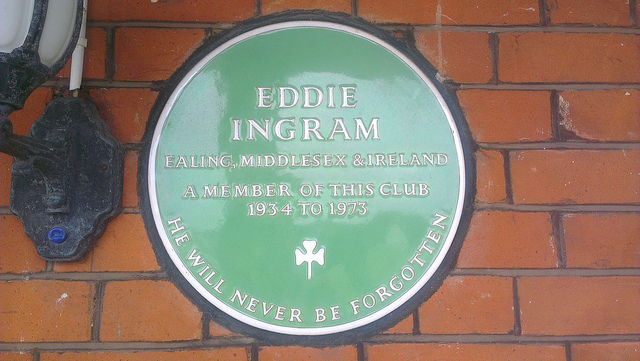 EDDIE
INGRAM
EALING, MIDDLESEX & IRELAND
A MEMBER OF THIS CLUB
1934 TO 1973
HE WILL NEVER BE FORGOTTEN